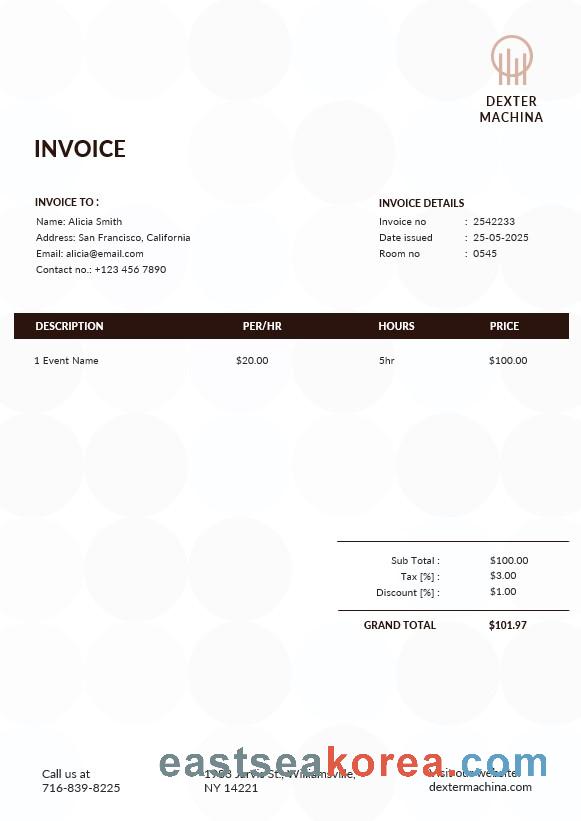 DEXTER
MACHINA
INVOICE
INVOICE TO :
Name: Alicia Smith
Address: San Francisco, California
Email: alicia@email.com
Contact no.: +123 456 7890
INVOICE DETAILS
Invoice no : 2542233
Date issued : 25-05-2025
Room no : 0545
DESCRIPTION PER/HR HOURS PRICE
1 Event Name $20.00 5hr $100.00
Sub Total : $100.00
Tax [%] : $3.00
Discount [%] : $1.00
GRAND TOTAL $101.97
eastseakorea.com
Call us at
716-839-8225
Jarvis St., Williamsville,
NY 14221
Visit our website:
dextermachina.com